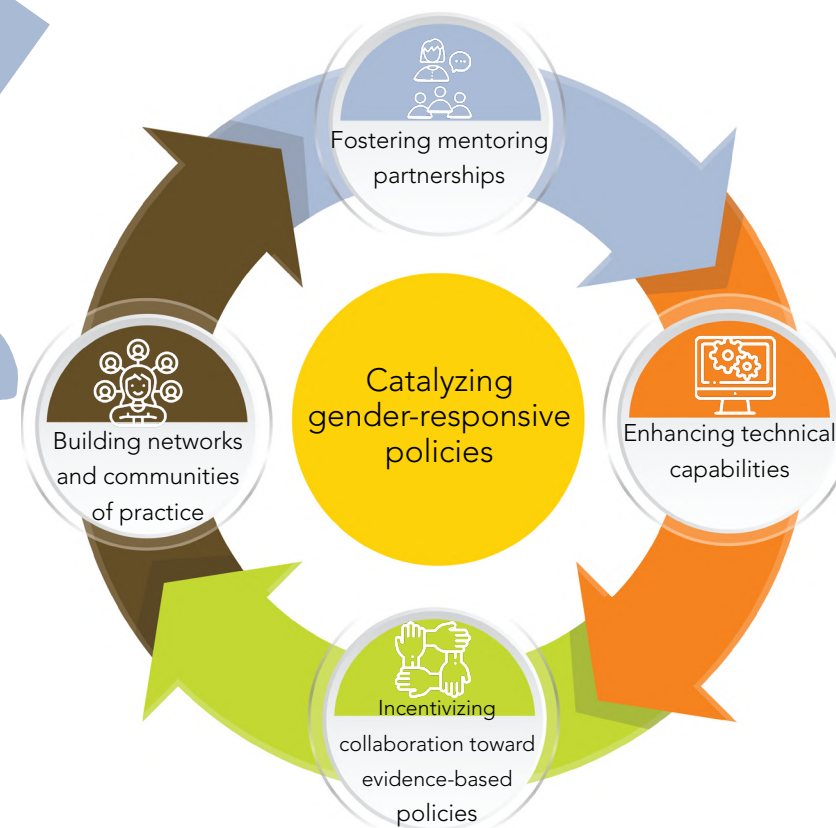 Fostering mentoring
partnerships
Catalyzing
gender-responsive
policies
Enhancing technical
capabilities
Building networks
and communities
of practice
Incentivizing
collaboration toward
evidence-based
policies